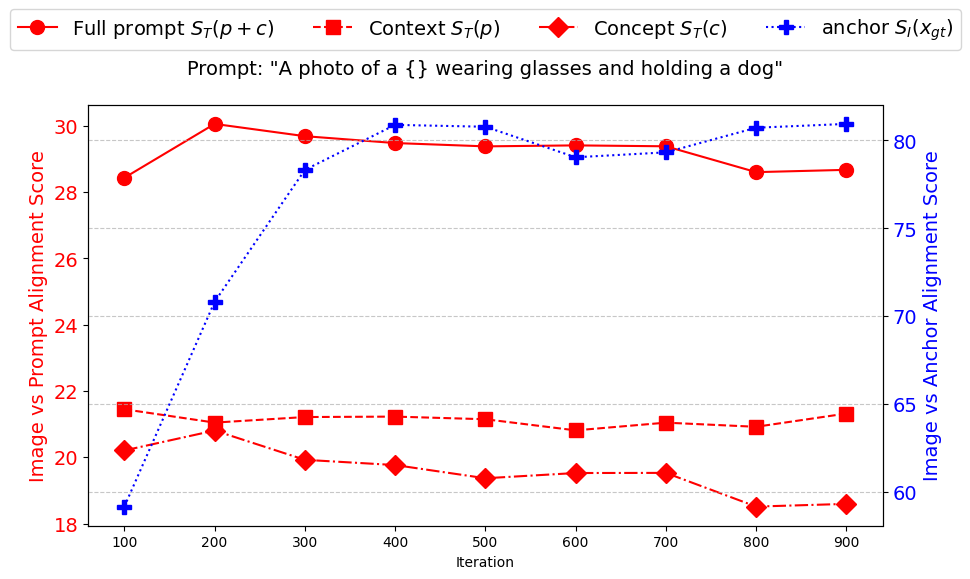 Full prompt $S_T(p + c)$ Context $S_T(p)$ Concept $S_T(c)$ anchor $S_I(x_{gt})$
Prompt: "A photo of a {} wearing glasses and holding a dog"
Image vs Prompt Alignment Score
30
28
26
24
22
20
18
80
75
70
65
60
Image vs Anchor Alignment Score
100 200 300 400 500 600 700 800 900
Iteration